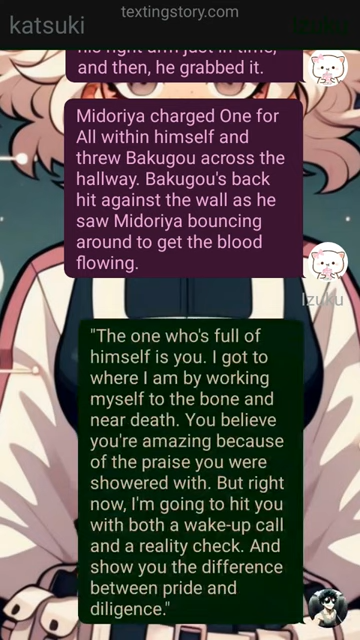 textingstory.com
katsuki
Izuku
his right arm just in time,
and then, he grabbed it.
Midoriya charged One for
All within himself and
threw Bakugou across the
hallway. Bakugou's back
hit against the wall as he
saw Midoriya bouncing
around to get the blood
flowing.
Izuku
"The one who's full of
himself is you. I got to
where I am by working
myself to the bone and
near death. You believe
you're amazing because
of the praise you were
showered with. But right
now, I'm going to hit you
with both a wake-up call
and a reality check. And
show you the difference
between pride and
diligence."